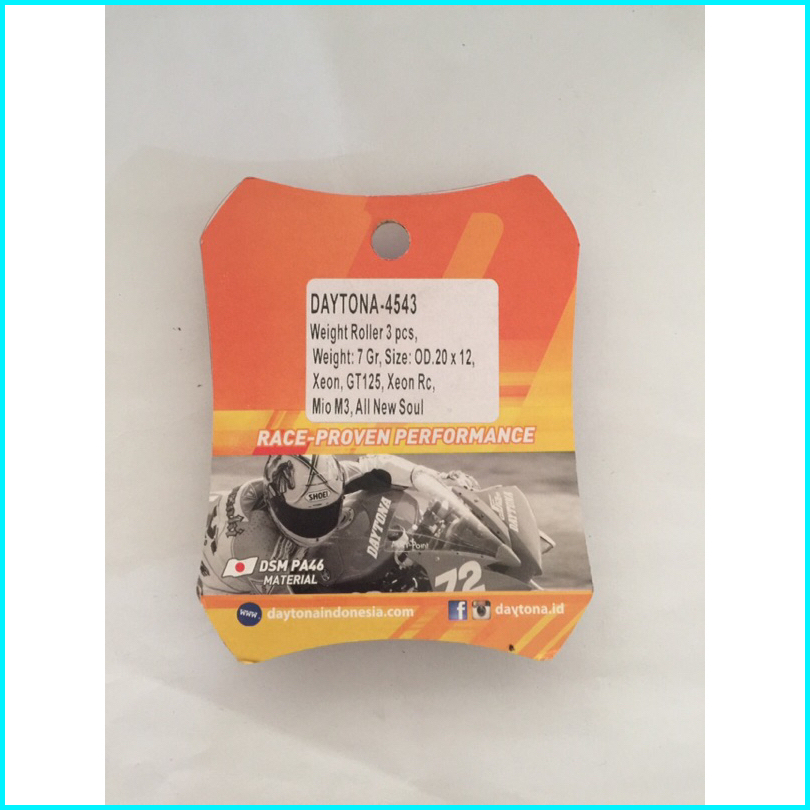 DAYTONA-4543
Weight Roller 3 pcs,
Weight: 7 Gr, Size: OD.20 x 12,
Xeon, GT125, Xeon Rc,
Mio M3, All New Soul
RACE-PROVEN PERFORMANCE
SHOEI
DAYTONA
DAYTONA
72
DSM PA46
MATERIAL
www. daytonaindonesia.com
f daytona.id